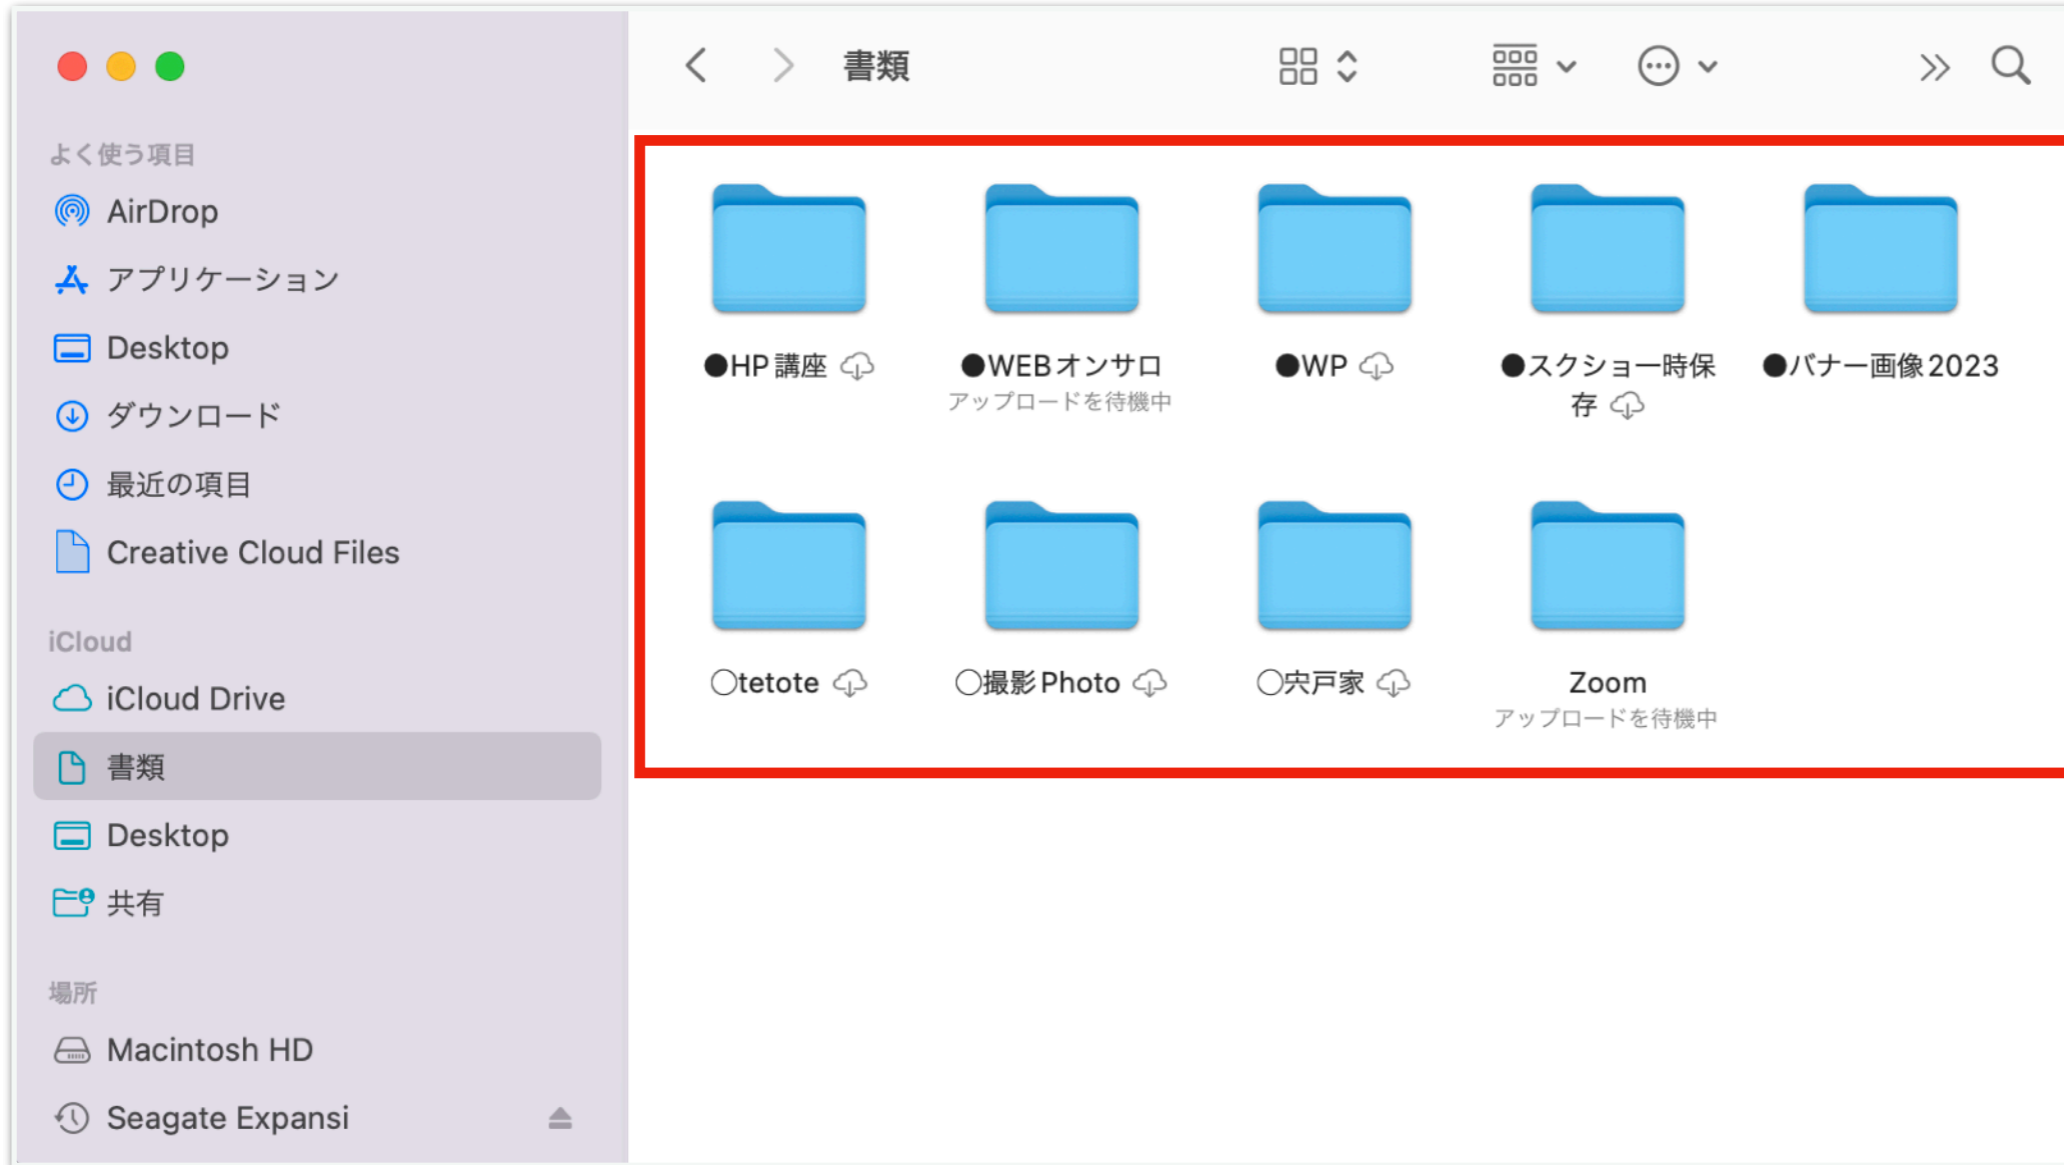 書類
よく使う項目
AirDrop
アプリケーション
Desktop
ダウンロード
最近の項目
Creative Cloud Files
iCloud
iCloud Drive
書類
Desktop
共有
場所
Macintosh HD
Seagate Expansi
●HP講座
●WEBオンサロ
アップロードを待機中
●WP
●スクショ一時保
存
●バナー画像2023
○tetote
○撮影Photo
○宍戸家
Zoom
アップロードを待機中